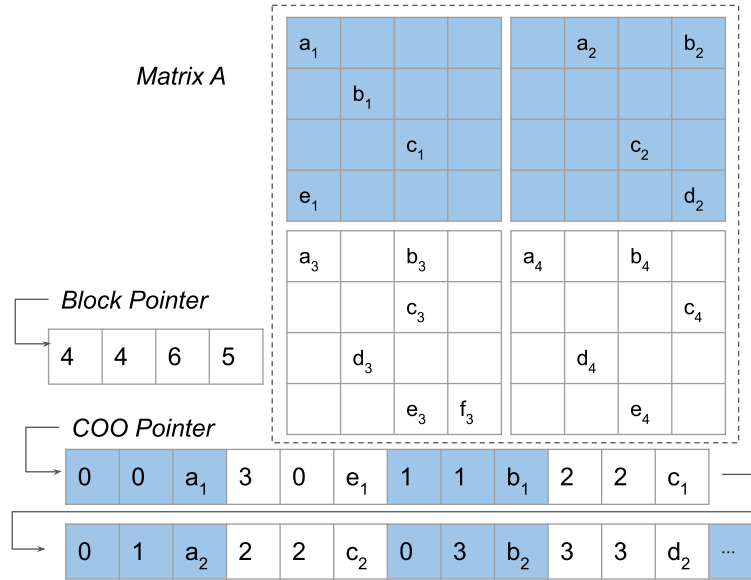 a₁ a₂ b₂
Matrix A
b₁
c₁ c₂
e₁ d₂
a₃ b₃ a₄ b₄
Block Pointer
c₃ c₄
4 4 6 5
d₃ d₄
e₃ f₃ e₄
COO Pointer
0 0 a₁ 3 0 e₁ 1 1 b₁ 2 2 c₁
0 1 a₂ 2 2 c₂ 0 3 b₂ 3 3 d₂ ...